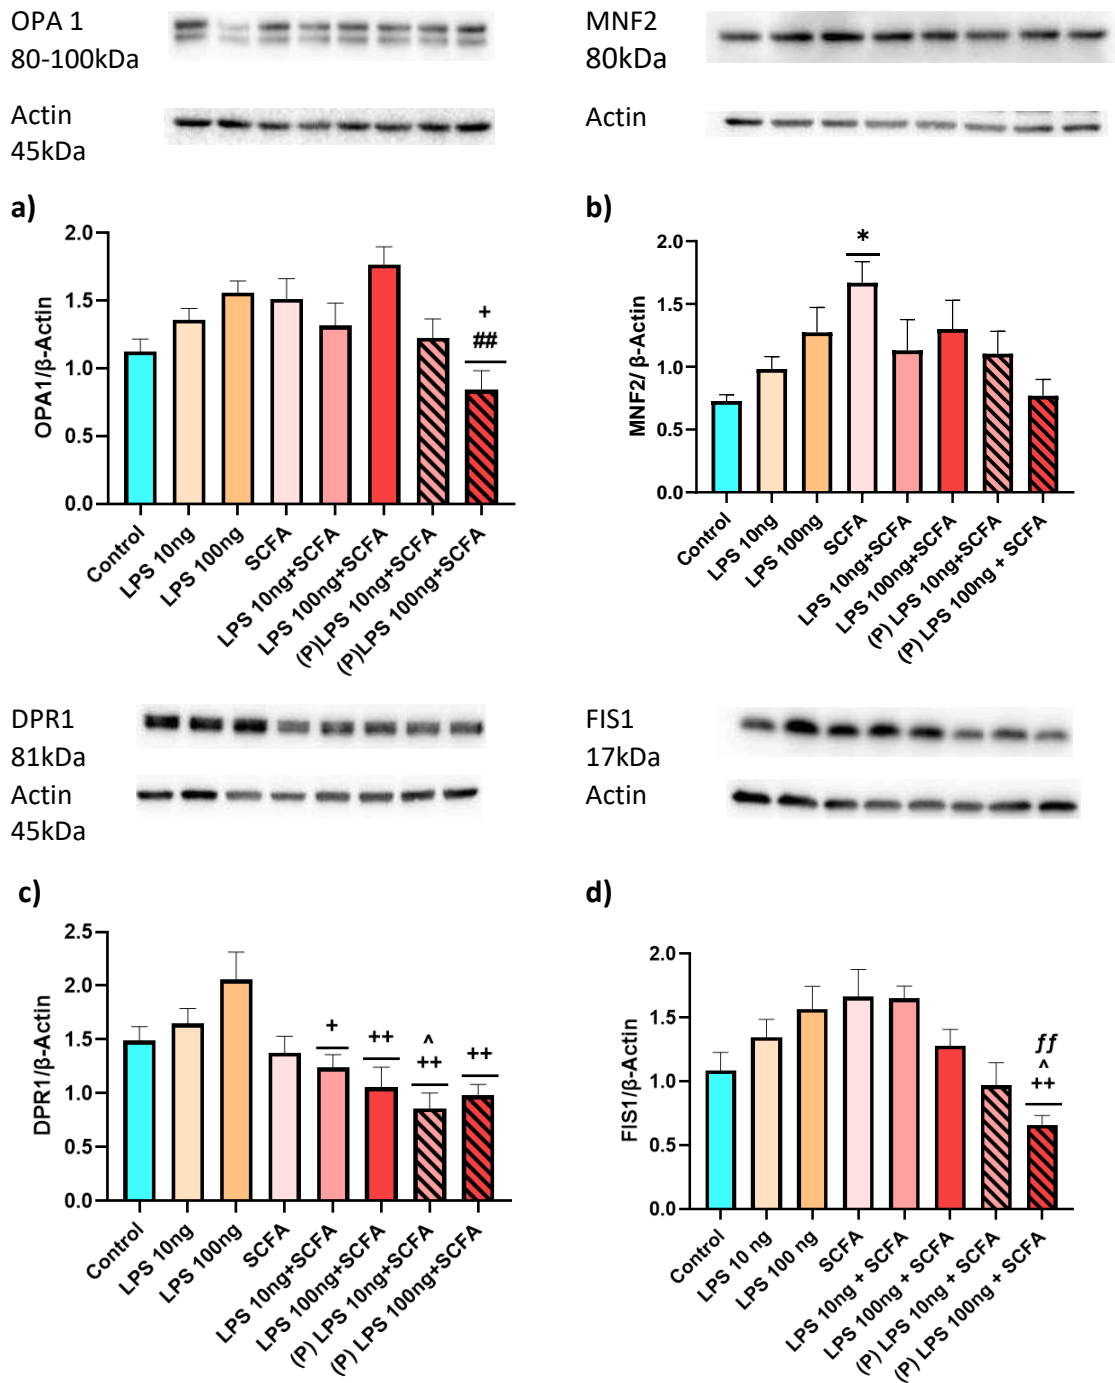 OPA 1
80-100kDa
Actin
45kDa
MNF2
80kDa
Actin
a)
2.0
1.5
1.0
0.5
0.0
OPA1/β-Actin
+
##
Control
LPS 10ng
LPS 100ng
SCFA
LPS 10ng+SCFA
LPS 100ng+SCFA
(P)LPS 10ng+SCFA
(P)LPS 100ng+SCFA
b)
2.0
1.5
1.0
0.5
0.0
MNF2/ β-Actin
*
Control
LPS 10ng
LPS 100ng
SCFA
LPS 10ng+SCFA
LPS 100ng+SCFA
(P) LPS 10ng+SCFA
(P) LPS 100ng + SCFA
DPR1
81kDa
Actin
45kDa
FIS1
17kDa
Actin
c)
2.5
2.0
1.5
1.0
0.5
0.0
DPR1/β-Actin
+
++
^
++
++
Control
LPS 10ng
LPS 100ng
SCFA
LPS 10ng+SCFA
LPS 100ng+SCFA
(P) LPS 10ng+SCFA
(P) LPS 100ng+SCFA
d)
2.0
1.5
1.0
0.5
0.0
FIS1/β-Actin
ƒƒ
^
++
Control
LPS 10 ng
LPS 100 ng
SCFA
LPS 10ng + SCFA
LPS 100ng + SCFA
(P) LPS 10ng + SCFA
(P) LPS 100ng + SCFA